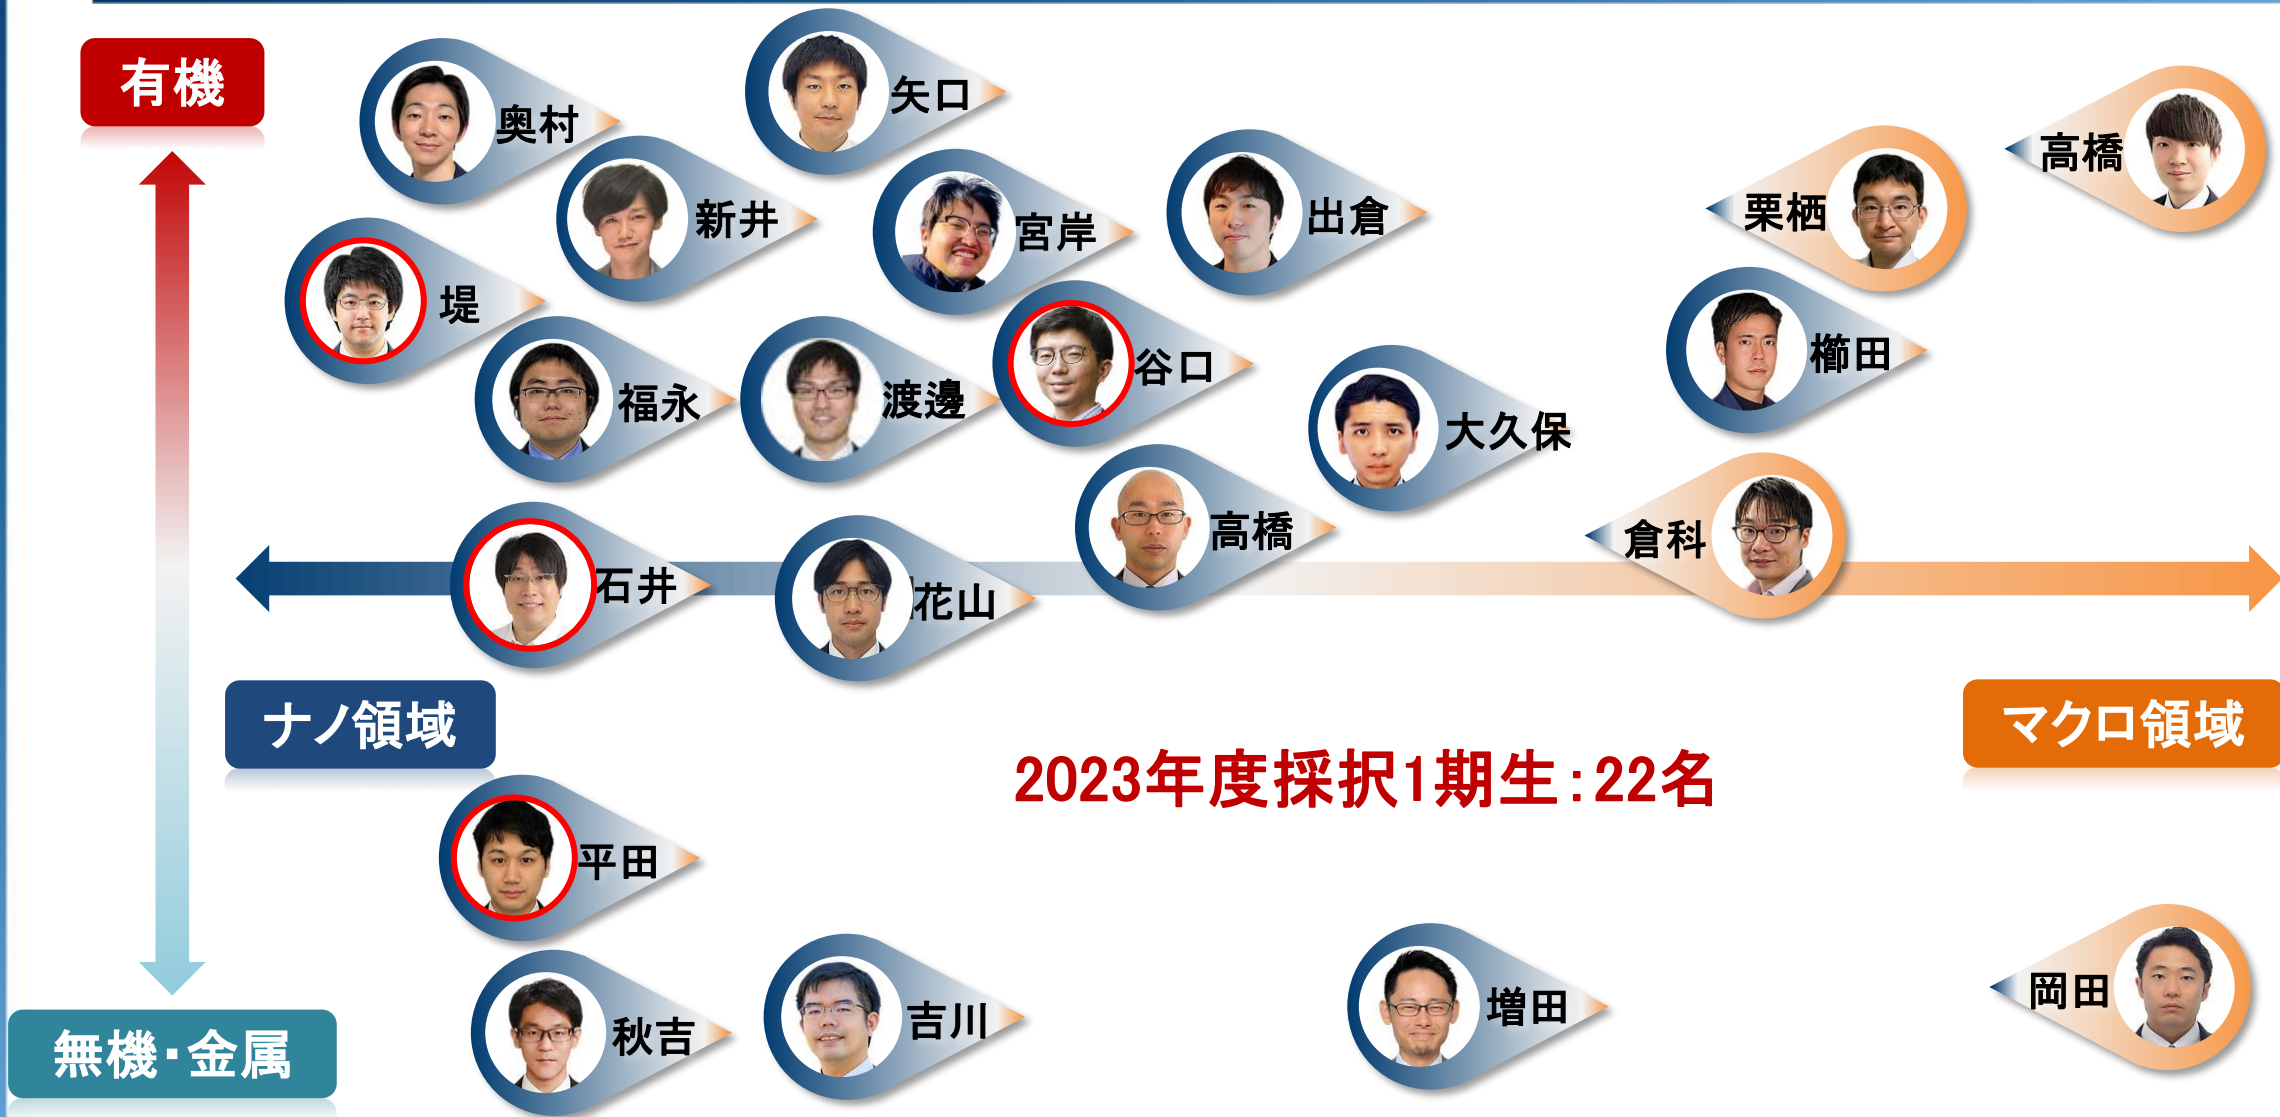 有機
奥村
矢口
高橋
新井
宮岸
出倉
栗栖
堤
福永
渡邊
谷口
櫛田
大久保
高橋
倉科
石井
花山
ナノ領域
マクロ領域
2023年度採択1期生：22名
平田
秋吉
吉川
増田
岡田
無機・金属